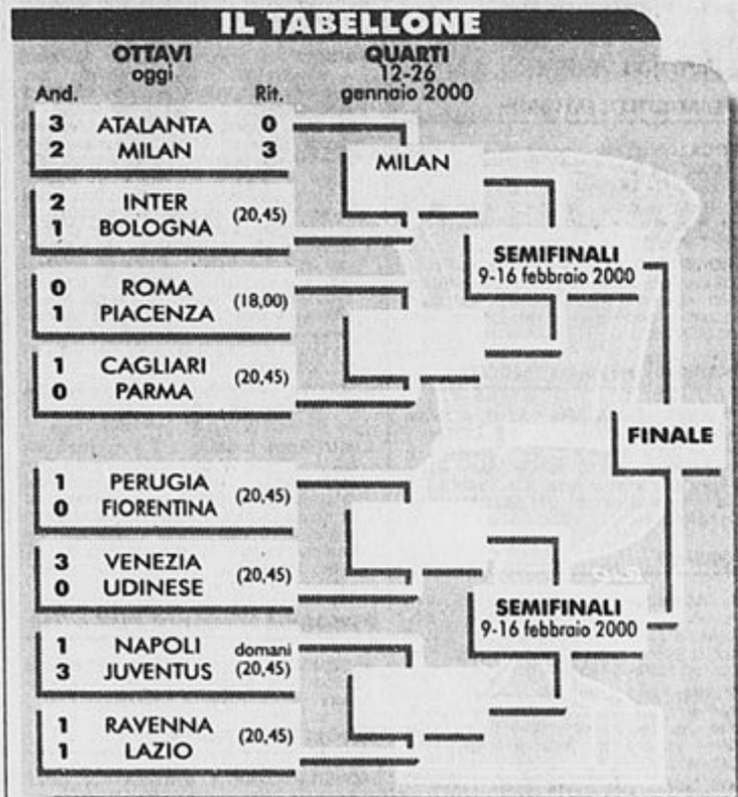 IL TABELLONE
OTTAVI
oggi
QUARTI
12-26
gennaio 2000
And. Rit.
3 ATALANTA 0
2 MILAN 3
MILAN
2 INTER
1 BOLOGNA
(20,45)
SEMIFINALI
9-16 febbraio 2000
0 ROMA
1 PIACENZA
(18,00)
1 CAGLIARI
0 PARMA
(20,45)
FINALE
1 PERUGIA
0 FIORENTINA
(20,45)
3 VENEZIA
0 UDINESE
(20,45)
SEMIFINALI
9-16 febbraio 2000
1 NAPOLI domani
3 JUVENTUS (20,45)
1 RAVENNA
1 LAZIO
(20,45)